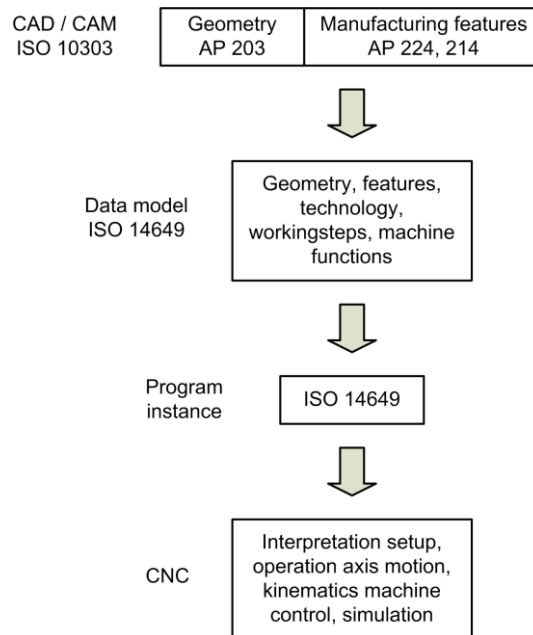 CAD / CAM
ISO 10303
Geometry
AP 203
Manufacturing features
AP 224, 214
Data model
ISO 14649
Geometry, features,
technology,
workingsteps, machine
functions
Program
instance
ISO 14649
CNC
Interpretation setup,
operation axis motion,
kinematics machine
control, simulation